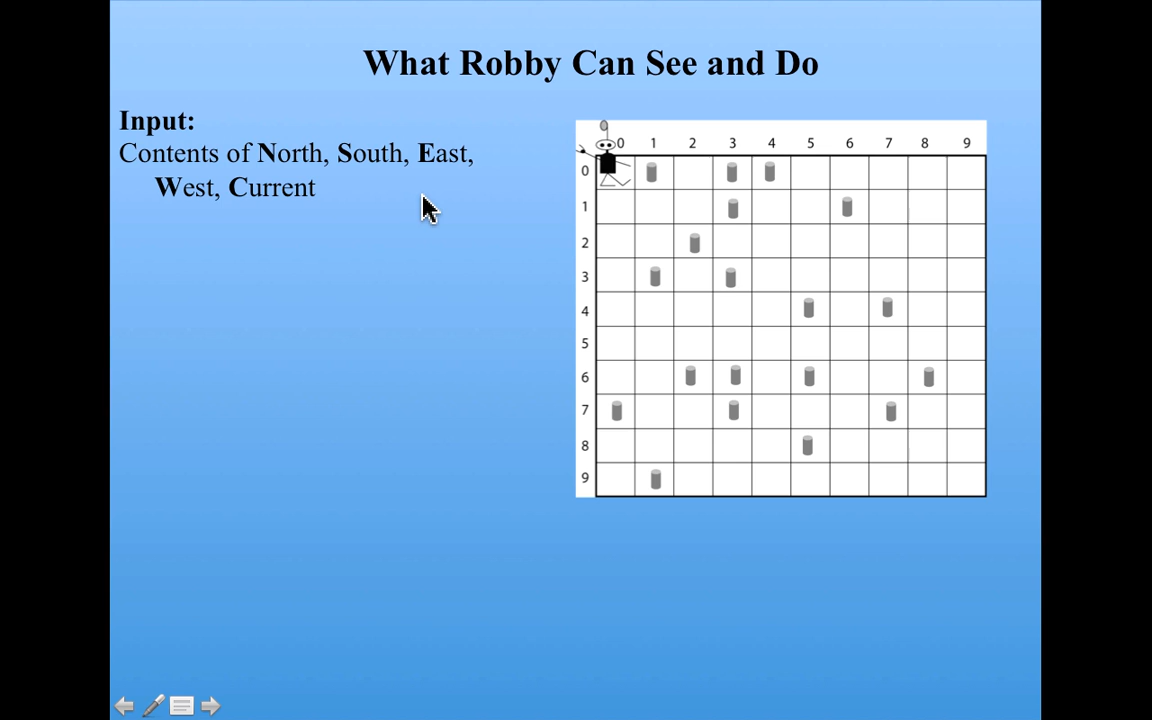 What Robby Can See and Do
Input:
Contents of North, South, East,
West, Current
0 1 2 3 4 5 6 7 8 9
0
1
2
3
4
5
6
7
8
9